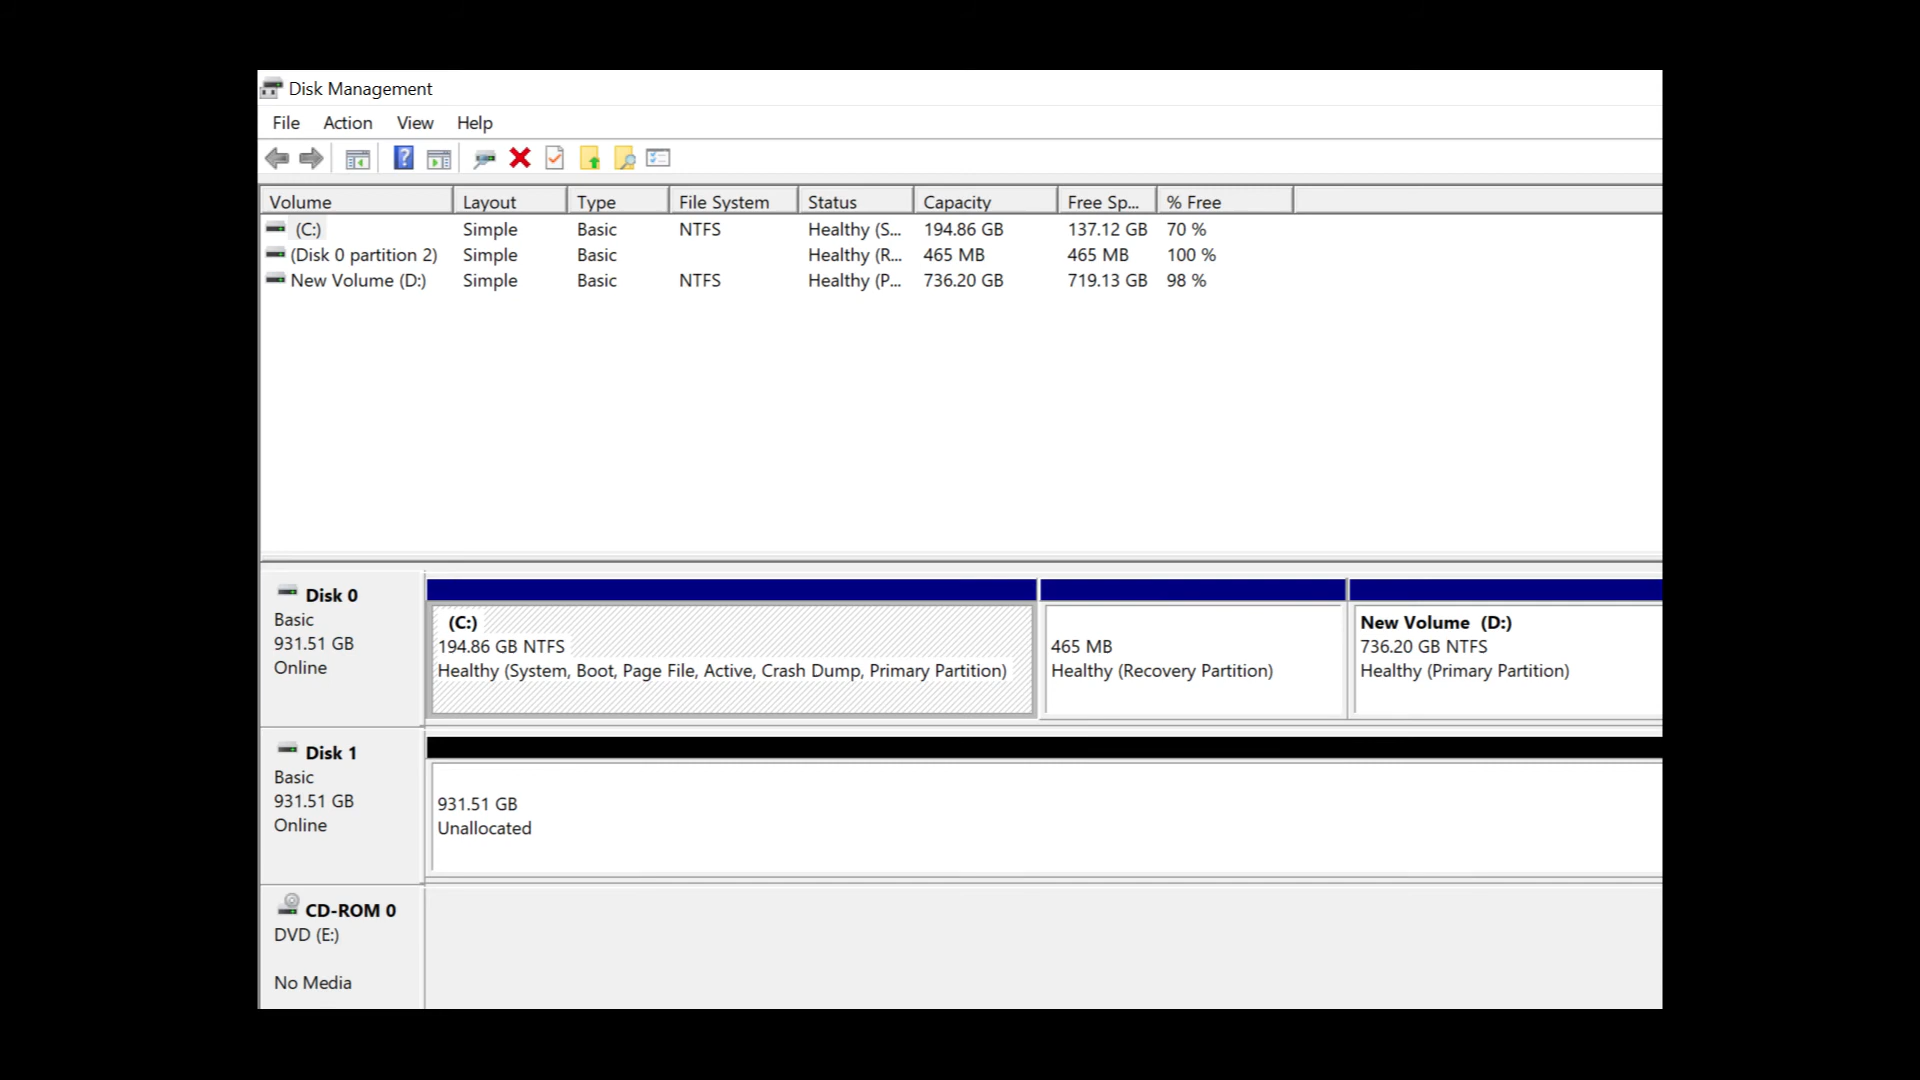 Disk Management
File Action View Help
Volume Layout Type File System Status Capacity Free Sp... % Free
(C:) Simple Basic NTFS Healthy (S... 194.86 GB 137.12 GB 70 %
(Disk 0 partition 2) Simple Basic Healthy (R... 465 MB 465 MB 100 %
New Volume (D:) Simple Basic NTFS Healthy (P... 736.20 GB 719.13 GB 98 %
Disk 0
Basic
931.51 GB
Online
(C:)
194.86 GB NTFS
Healthy (System, Boot, Page File, Active, Crash Dump, Primary Partition)
465 MB
Healthy (Recovery Partition)
New Volume (D:)
736.20 GB NTFS
Healthy (Primary Partition)
Disk 1
Basic
931.51 GB
Online
931.51 GB
Unallocated
CD-ROM 0
DVD (E:)
No Media